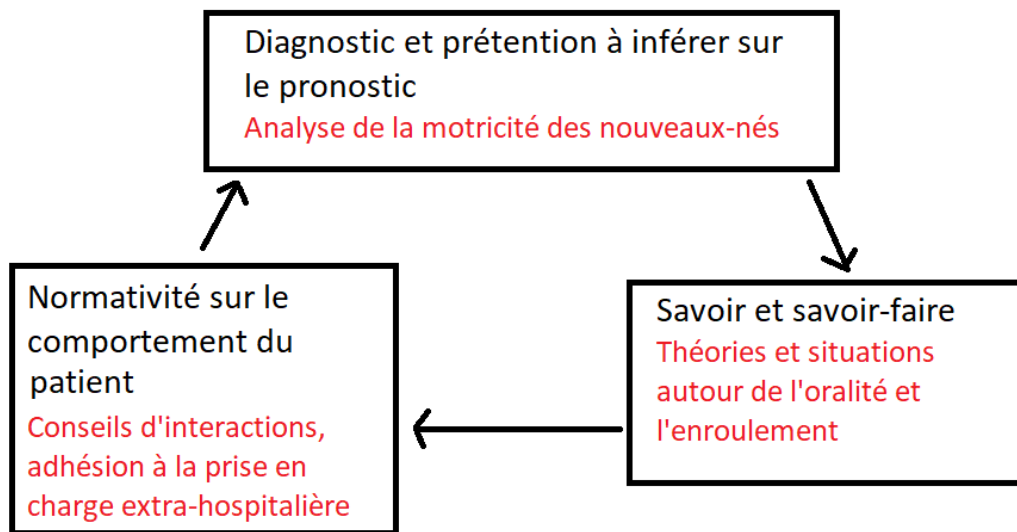 Diagnostic et prétention à inférer sur
le pronostic
Analyse de la motricité des nouveaux-nés
Savoir et savoir-faire
Théories et situations
autour de l'oralité et
l'enroulement
Normativité sur le
comportement du
patient
Conseils d'interactions,
adhésion à la prise en
charge extra-hospitalière